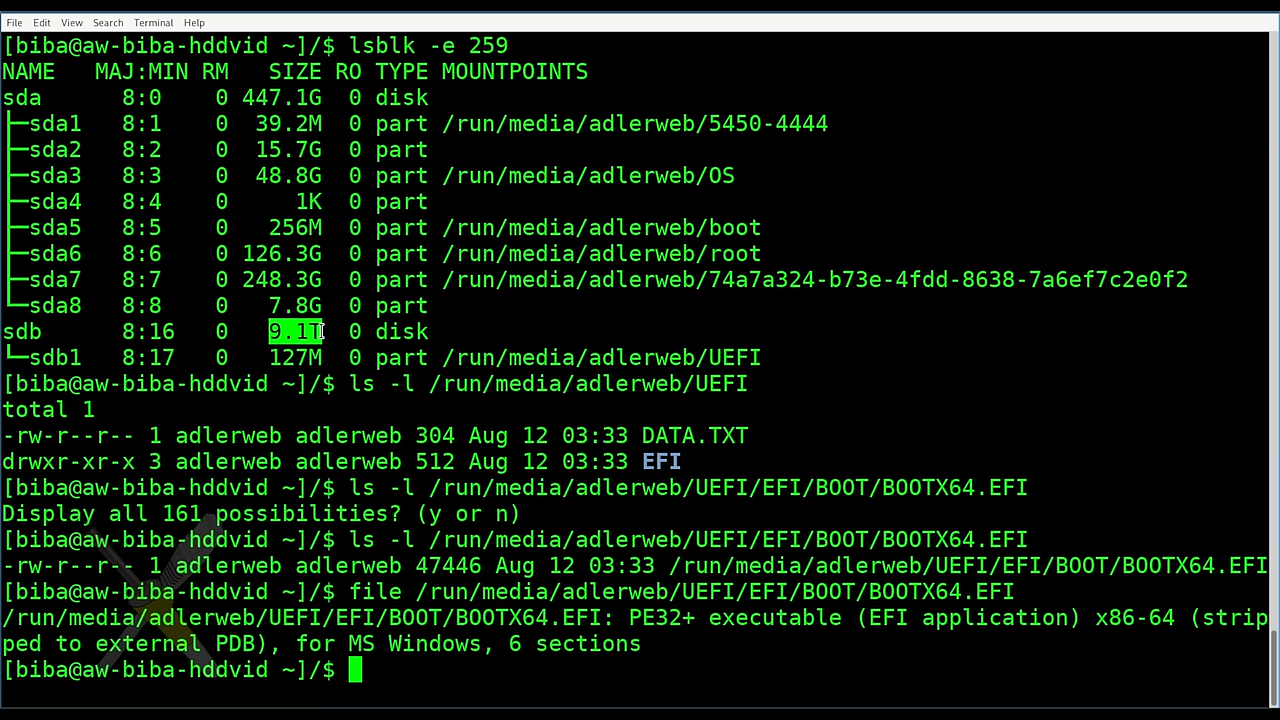 File Edit View Search Terminal Help
[biba@aw-biba-hddvid ~]/$ lsblk -e 259
NAME   MAJ:MIN RM   SIZE RO TYPE MOUNTPOINTS
sda      8:0    0 447.1G  0 disk
├─sda1   8:1    0  39.2M  0 part /run/media/adlerweb/5450-4444
├─sda2   8:2    0  15.7G  0 part
├─sda3   8:3    0  48.8G  0 part /run/media/adlerweb/OS
├─sda4   8:4    0     1K  0 part
├─sda5   8:5    0   256M  0 part /run/media/adlerweb/boot
├─sda6   8:6    0 126.3G  0 part /run/media/adlerweb/root
├─sda7   8:7    0 248.3G  0 part /run/media/adlerweb/74a7a324-b73e-4fdd-8638-7a6ef7c2e0f2
└─sda8   8:8    0   7.8G  0 part
sdb      8:16   0   9.1T  0 disk
└─sdb1   8:17   0   127M  0 part /run/media/adlerweb/UEFI
[biba@aw-biba-hddvid ~]/$ ls -l /run/media/adlerweb/UEFI
total 1
-rw-r--r-- 1 adlerweb adlerweb 304 Aug 12 03:33 DATA.TXT
drwxr-xr-x 3 adlerweb adlerweb 512 Aug 12 03:33 EFI
[biba@aw-biba-hddvid ~]/$ ls -l /run/media/adlerweb/UEFI/EFI/BOOT/BOOTX64.EFI
Display all 161 possibilities? (y or n)
[biba@aw-biba-hddvid ~]/$ ls -l /run/media/adlerweb/UEFI/EFI/BOOT/BOOTX64.EFI
-rw-r--r-- 1 adlerweb adlerweb 47446 Aug 12 03:33 /run/media/adlerweb/UEFI/EFI/BOOT/BOOTX64.EFI
[biba@aw-biba-hddvid ~]/$ file /run/media/adlerweb/UEFI/EFI/BOOT/BOOTX64.EFI
/run/media/adlerweb/UEFI/EFI/BOOT/BOOTX64.EFI: PE32+ executable (EFI application) x86-64 (strip
ped to external PDB), for MS Windows, 6 sections
[biba@aw-biba-hddvid ~]/$